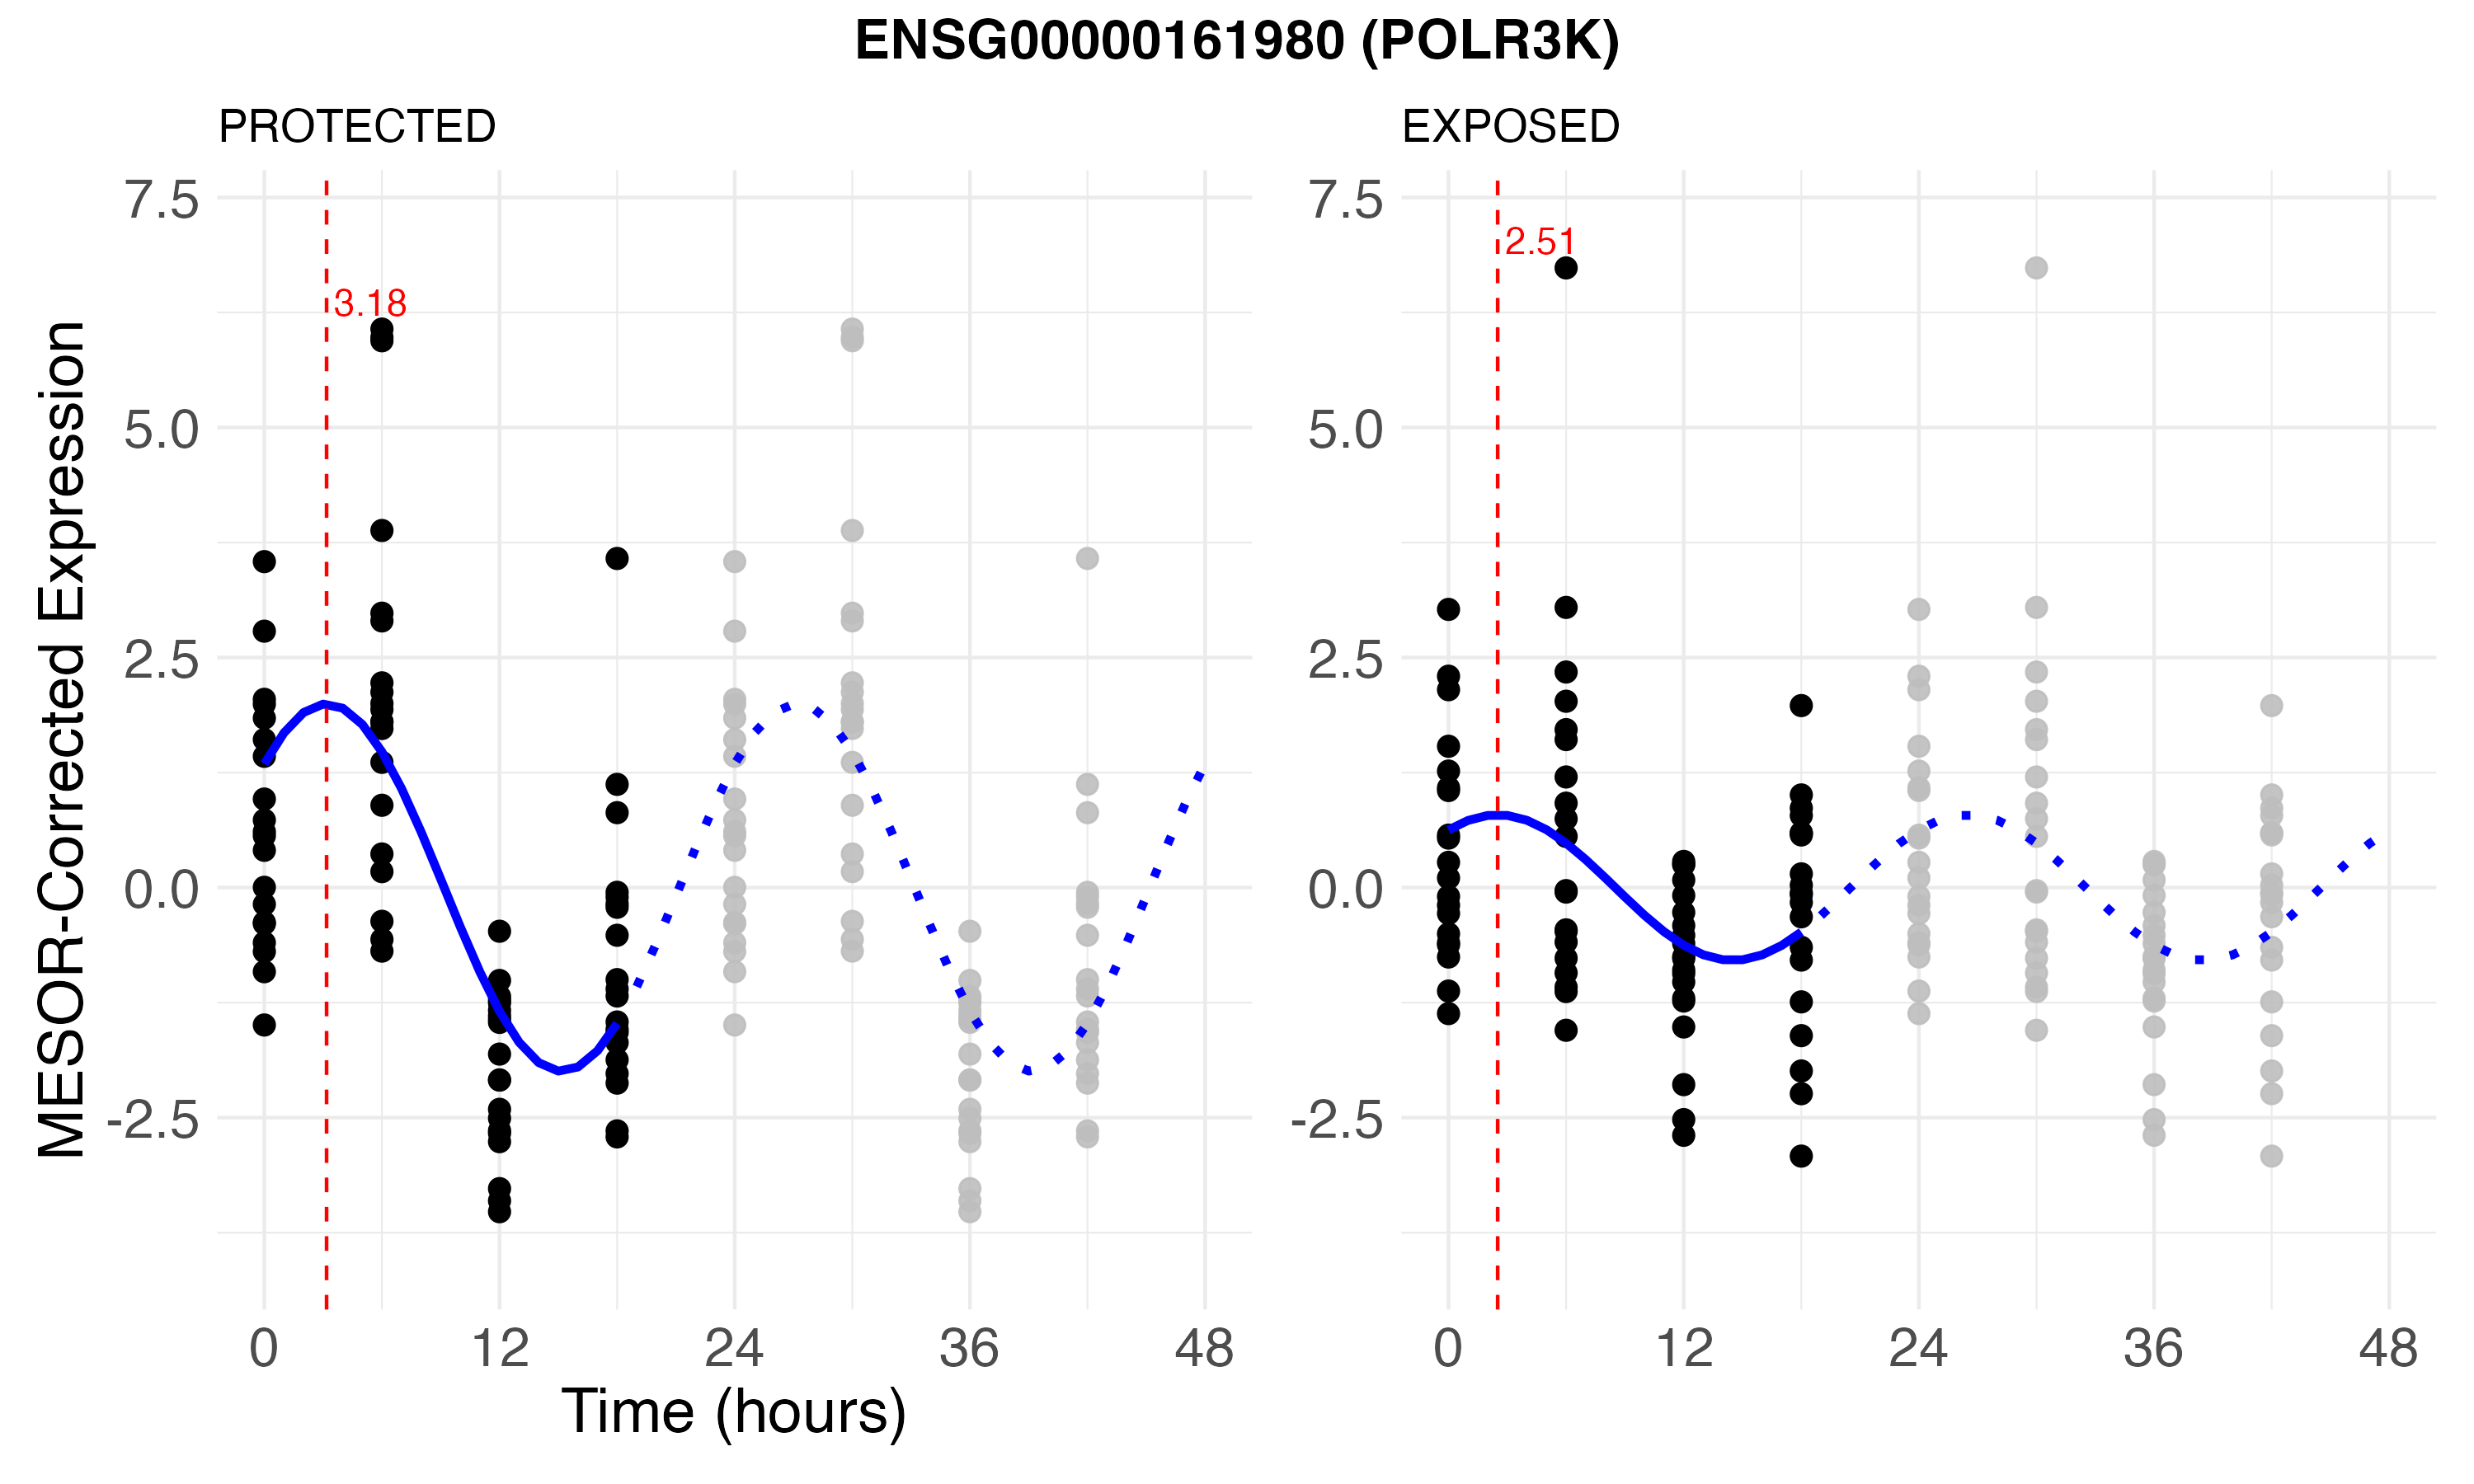 ENSG00000161980 (POLR3K)
PROTECTED
EXPOSED
MESOR-Corrected Expression
7.5
5.0
2.5
0.0
-2.5
3.18
0 12 24 36 48
Time (hours)
7.5
5.0
2.5
0.0
-2.5
2.51
0 12 24 36 48